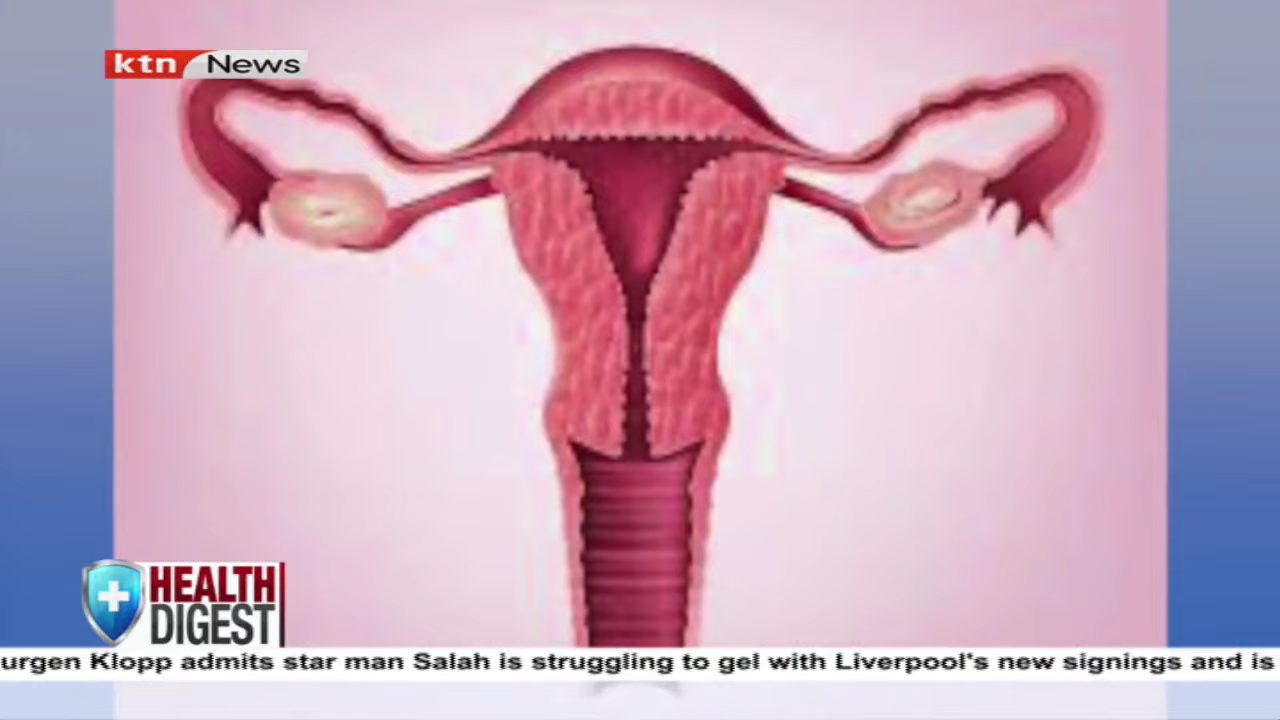 ktn News
HEALTH
DIGEST
urgen Klopp admits star man Salah is struggling to gel with Liverpool's new signings and is